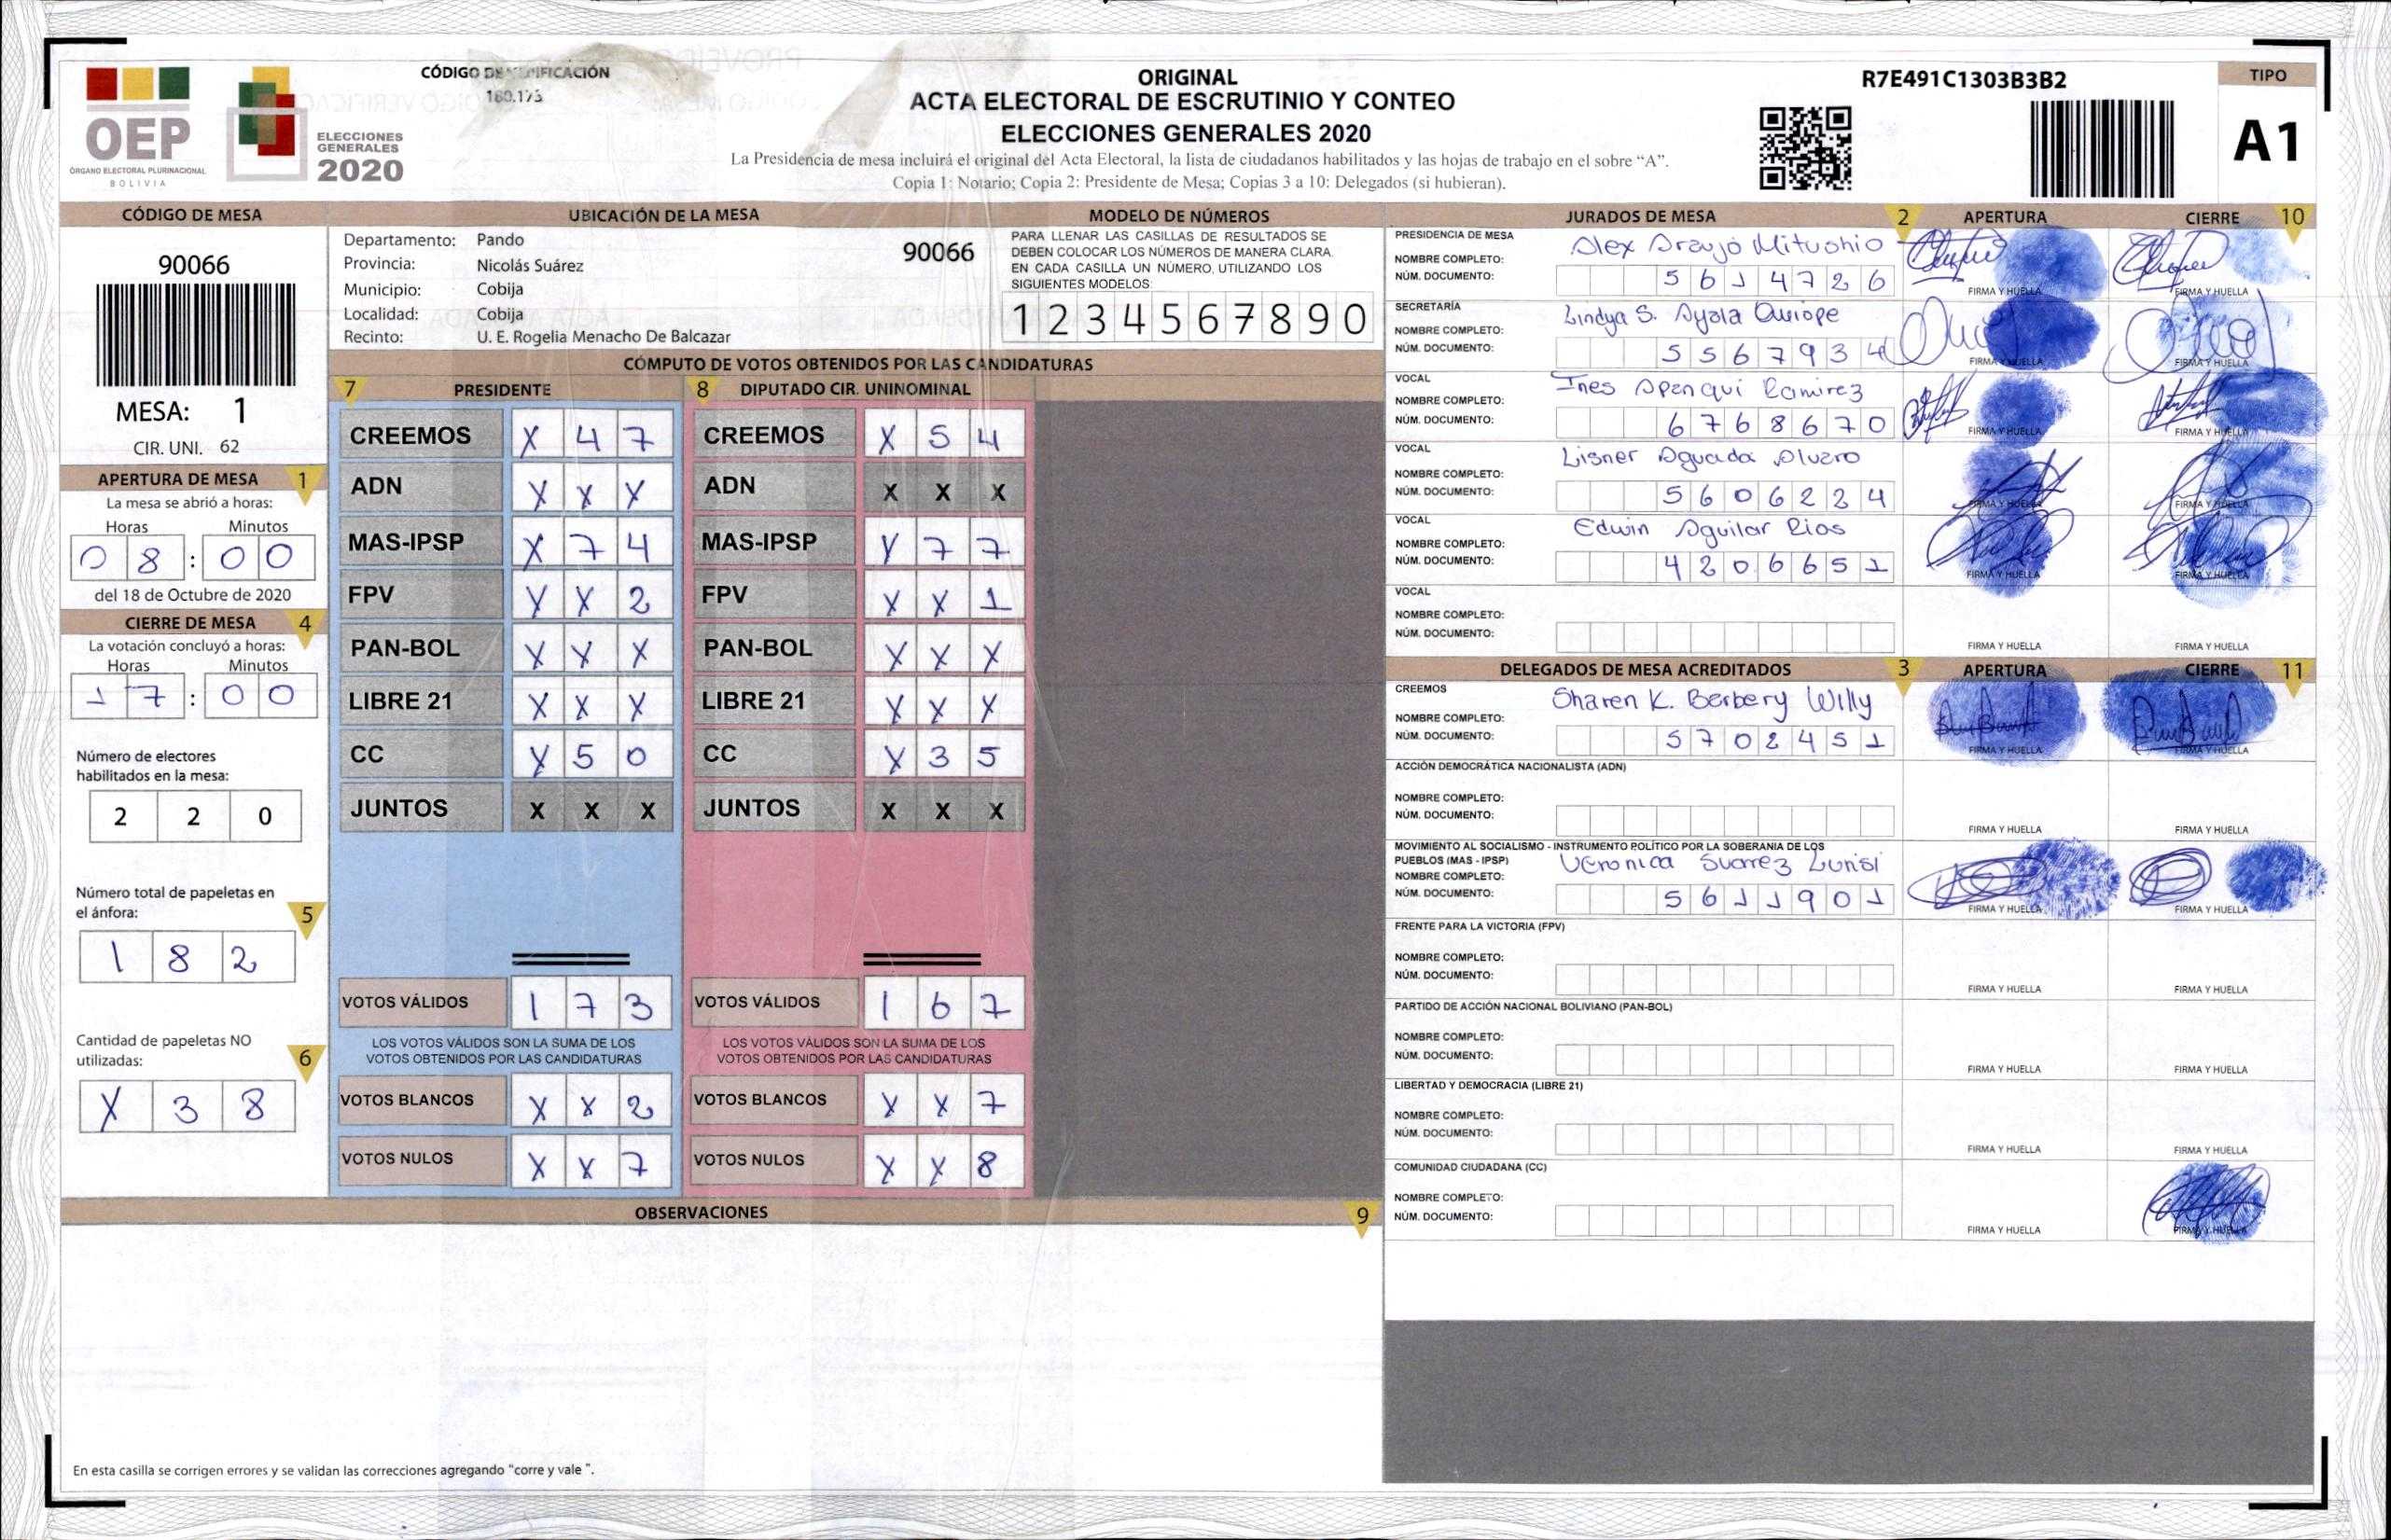 CÓDIGO DE VERIFICACIÓN
ORIGINAL
ACTA ELECTORAL DE ESCRUTINIO Y CONTEO
ELECCIONES GENERALES 2020
La Presidencia de mesa incluirá el original del Acta Electoral, la lista de ciudadanos habilitados y las hojas de trabajo en el sobre “A”.
Copia 1: Notario; Copia 2: Presidente de Mesa; Copias 3 a 10: Delegados (si hubieran).
R7E491C1303B3B2
TIPO
A1
OEP
ÓRGANO ELECTORAL PLURINACIONAL
BOLIVIA
ELECCIONES
GENERALES
2020
CÓDIGO DE MESA
90066
MESA: 1
CIR. UNI. 62
APERTURA DE MESA 1
La mesa se abrió a horas:
Horas Minutos
0 8 : 0 0
del 18 de Octubre de 2020
CIERRE DE MESA 4
La votación concluyó a horas:
Horas Minutos
1 7 : 0 0
Número de electores
habilitados en la mesa:
2 2 0
Número total de papeletas en
el ánfora: 5
1 8 2
Cantidad de papeletas NO
utilizadas: 6
X 3 8
UBICACIÓN DE LA MESA
Departamento: Pando
90066
Provincia: Nicolás Suárez
Municipio: Cobija
Localidad: Cobija
Recinto: U. E. Rogelia Menacho De Balcazar
MODELO DE NÚMEROS
PARA LLENAR LAS CASILLAS DE RESULTADOS SE
DEBEN COLOCAR LOS NÚMEROS DE MANERA CLARA.
EN CADA CASILLA UN NÚMERO, UTILIZANDO LOS
SIGUIENTES MODELOS:
1 2 3 4 5 6 7 8 9 0
CÓMPUTO DE VOTOS OBTENIDOS POR LAS CANDIDATURAS
7 PRESIDENTE
CREEMOS X 4 7
ADN X X X
MAS-IPSP X 7 4
FPV X X 2
PAN-BOL X X X
LIBRE 21 X X X
CC X 5 0
JUNTOS X X X
VOTOS VÁLIDOS 1 7 3
LOS VOTOS VÁLIDOS SON LA SUMA DE LOS
VOTOS OBTENIDOS POR LAS CANDIDATURAS
VOTOS BLANCOS X X 2
VOTOS NULOS X X 7
8 DIPUTADO CIR. UNINOMINAL
CREEMOS X 5 4
ADN X X X
MAS-IPSP X 7 7
FPV X X 1
PAN-BOL X X X
LIBRE 21 X X X
CC X 3 5
JUNTOS X X X
VOTOS VÁLIDOS 1 6 7
LOS VOTOS VÁLIDOS SON LA SUMA DE LOS
VOTOS OBTENIDOS POR LAS CANDIDATURAS
VOTOS BLANCOS X X 7
VOTOS NULOS X X 8
OBSERVACIONES 9
En esta casilla se corrigen errores y se validan las correcciones agregando "corre y vale ".
JURADOS DE MESA 2 APERTURA CIERRE 10
PRESIDENCIA DE MESA
NOMBRE COMPLETO: Alex Araujo Mitushio
NÚM. DOCUMENTO: 5 6 1 4 7 2 6
FIRMA Y HUELLA FIRMA Y HUELLA
SECRETARÍA
NOMBRE COMPLETO: Lindya S. Ayala Quispe
NÚM. DOCUMENTO: 5 5 6 7 9 3 4
FIRMA Y HUELLA FIRMA Y HUELLA
VOCAL
NOMBRE COMPLETO: Ines Apanqui Ramirez
NÚM. DOCUMENTO: 6 7 6 8 6 7 0
FIRMA Y HUELLA FIRMA Y HUELLA
VOCAL
NOMBRE COMPLETO: Lisner Aguada Alvaro
NÚM. DOCUMENTO: 5 6 0 6 2 2 4
FIRMA Y HUELLA FIRMA Y HUELLA
VOCAL
NOMBRE COMPLETO: Edwin Aguilar Rios
NÚM. DOCUMENTO: 4 2 0 6 6 5 1
FIRMA Y HUELLA FIRMA Y HUELLA
VOCAL
NOMBRE COMPLETO:
NÚM. DOCUMENTO:
FIRMA Y HUELLA FIRMA Y HUELLA
DELEGADOS DE MESA ACREDITADOS 3 APERTURA CIERRE 11
CREEMOS
NOMBRE COMPLETO: Sharen K. Berbery Willy
NÚM. DOCUMENTO: 5 7 0 2 4 5 1
FIRMA Y HUELLA FIRMA Y HUELLA
ACCIÓN DEMOCRÁTICA NACIONALISTA (ADN)
NOMBRE COMPLETO:
NÚM. DOCUMENTO:
FIRMA Y HUELLA FIRMA Y HUELLA
MOVIMIENTO AL SOCIALISMO - INSTRUMENTO POLÍTICO POR LA SOBERANIA DE LOS
PUEBLOS (MAS - IPSP)
NOMBRE COMPLETO: Veronica Suarez
NÚM. DOCUMENTO: 5 6 1 1 9 0 1
FIRMA Y HUELLA FIRMA Y HUELLA
FRENTE PARA LA VICTORIA (FPV)
NOMBRE COMPLETO:
NÚM. DOCUMENTO:
FIRMA Y HUELLA FIRMA Y HUELLA
PARTIDO DE ACCIÓN NACIONAL BOLIVIANO (PAN-BOL)
NOMBRE COMPLETO:
NÚM. DOCUMENTO:
FIRMA Y HUELLA FIRMA Y HUELLA
LIBERTAD Y DEMOCRACIA (LIBRE 21)
NOMBRE COMPLETO:
NÚM. DOCUMENTO:
FIRMA Y HUELLA FIRMA Y HUELLA
COMUNIDAD CIUDADANA (CC)
NOMBRE COMPLETO:
NÚM. DOCUMENTO:
FIRMA Y HUELLA FIRMA Y HUELLA